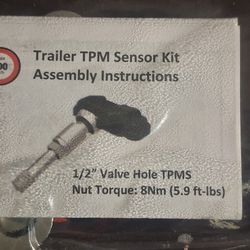 Trailer TPM Sensor Kit
Assembly Instructions
1/2" Valve Hole TPMS
Nut Torque: 8Nm (5.9 ft-lbs)